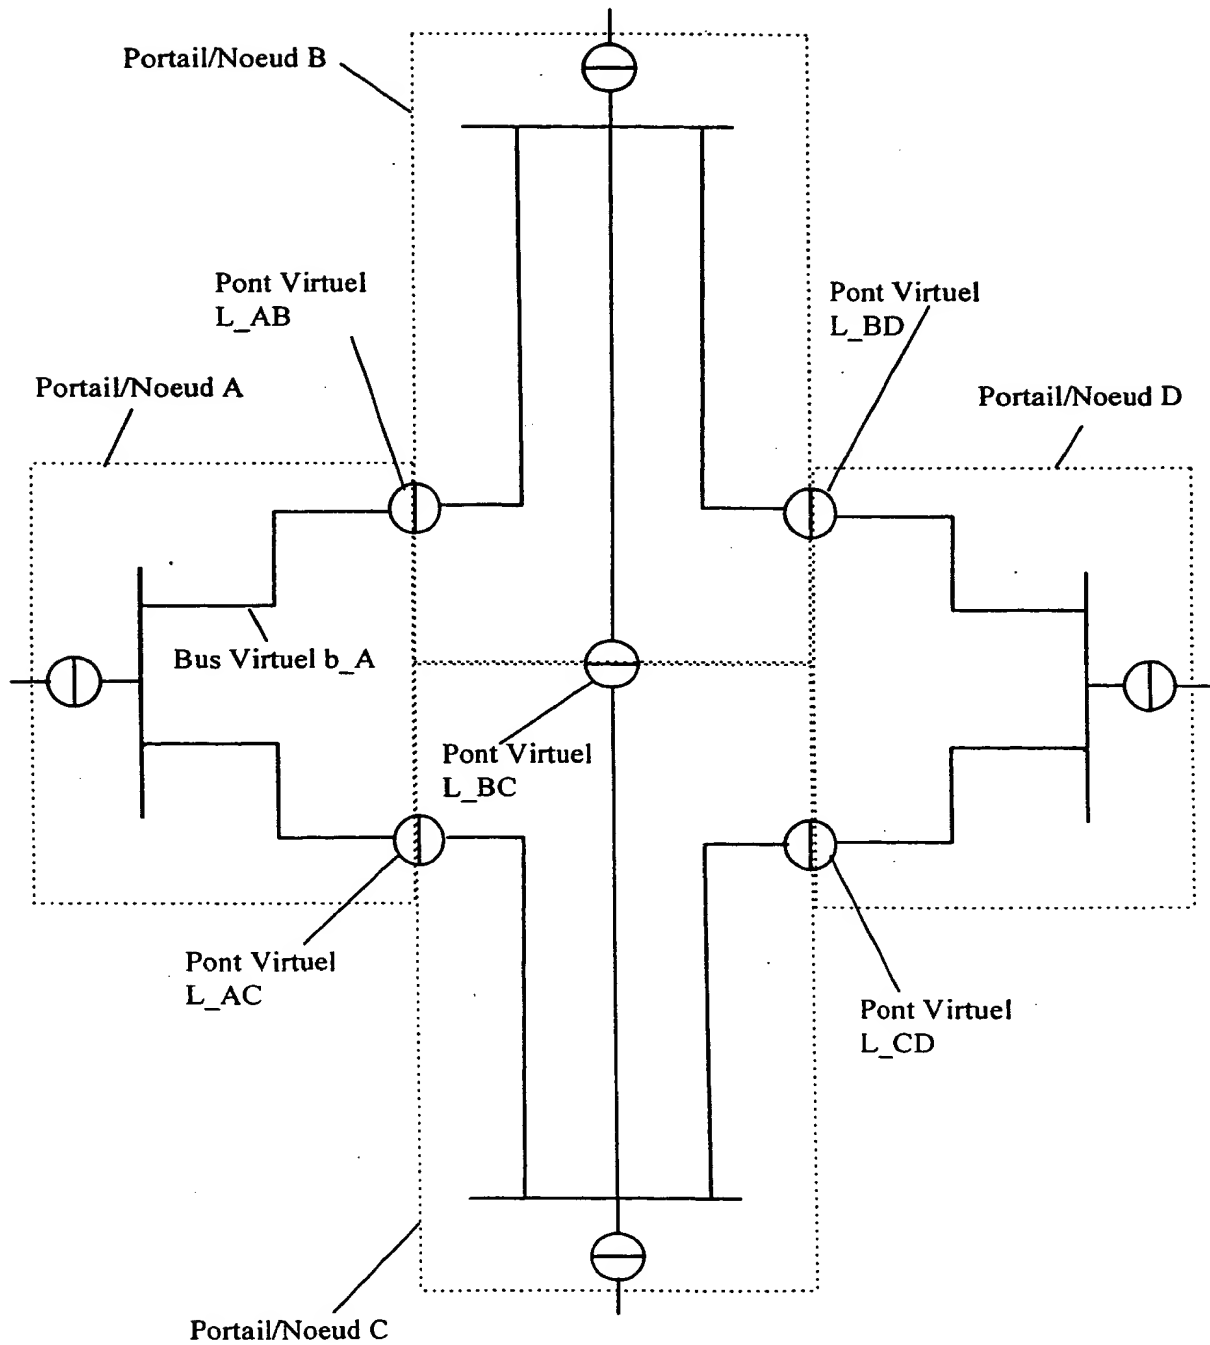 Portail/Noeud B
Pont Virtuel
L_AB
Pont Virtuel
L_BD
Portail/Noeud A
Portail/Noeud D
Bus Virtuel b_A
Pont Virtuel
L_BC
Pont Virtuel
L_AC
Pont Virtuel
L_CD
Portail/Noeud C